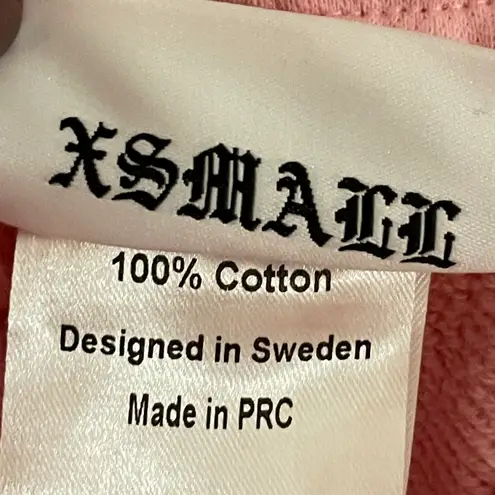 XSMALL
100% Cotton
Designed in Sweden
Made in PRC